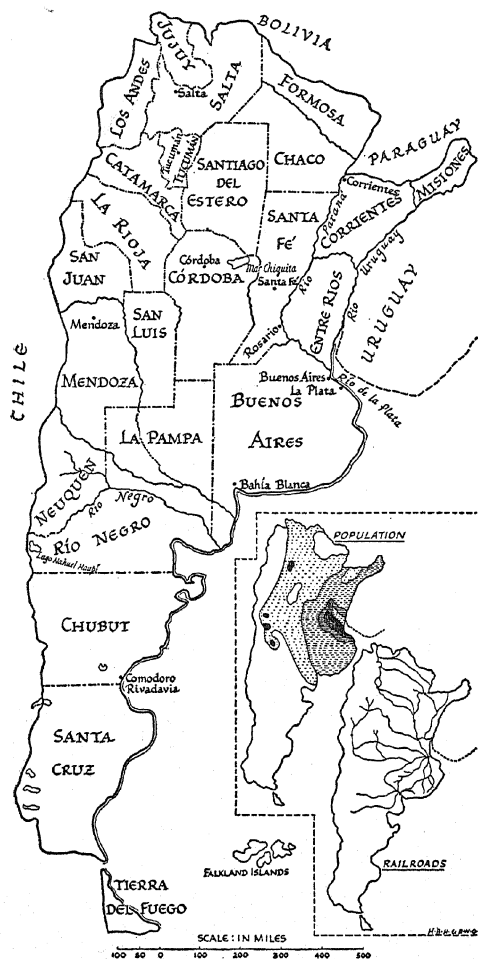 BOLIVIA
JUJUY
SALTA
Salta
LOS ANDES
FORMOSA
PARAGUAY
Tucumán
TUCUMÁN
CATAMARCA
SANTIAGO
DEL
ESTERO
CHACO
MISIONES
Corrientes
CORRIENTES
Paraná
Río
LA RIOJA
SANTA
FÉ
Uruguay
Río
SAN
JUAN
Córdoba
CÓRDOBA
Mar Chiquita
Santa Fé
URUGUAY
ENTRE RIOS
Mendoza
SAN
LUIS
Rosario
CHILE
MENDOZA
Buenos Aires
La Plata
Río de la Plata
BUENOS
AIRES
LA PAMPA
NEUQUÉN
Río Negro
Bahía Blanca
RÍO NEGRO
Lago Nahuel Huapí
POPULATION
CHUBUT
Comodoro
Rivadavia
SANTA
CRUZ
FALKLAND ISLANDS
RAILROADS
TIERRA
DEL FUEGO
SCALE: IN MILES
100 50 0 100 200 300 400 500